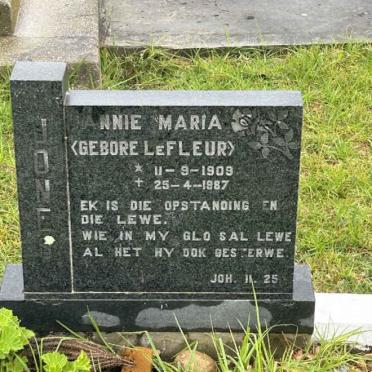 JONES
ANNIE MARIA
(GEBORE LEFLEUR)
* 11-9-1909
† 25-4-1987
EK IS DIE OPSTANDING EN
DIE LEWE.
WIE IN MY GLO SAL LEWE
AL HET HY OOK GESTERWE
JOH. 11. 25